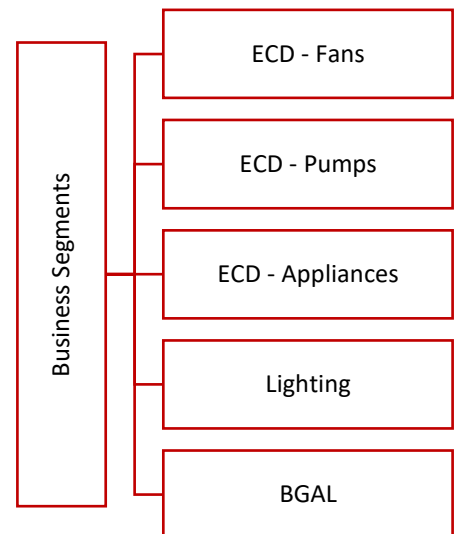 Business Segments
ECD - Fans
ECD - Pumps
ECD - Appliances
Lighting
BGAL